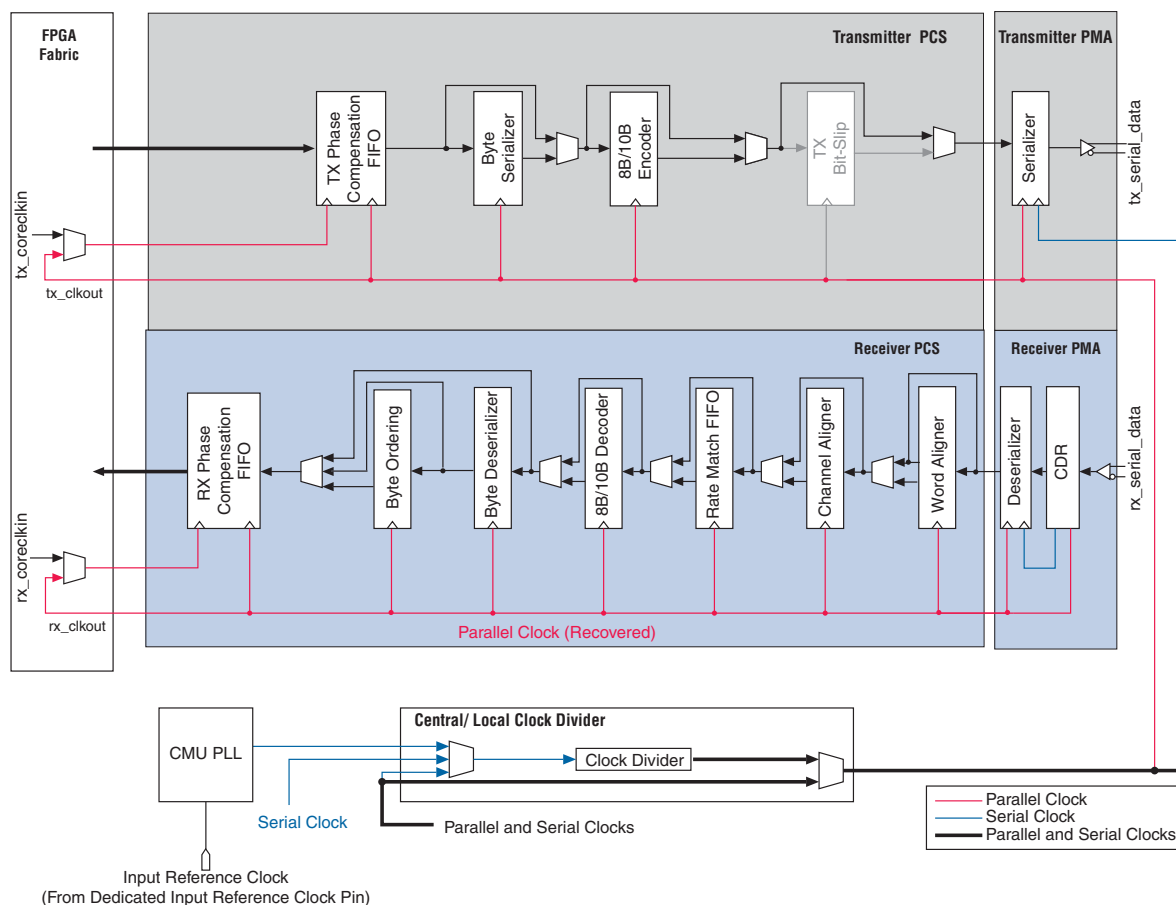 FPGA
Fabric
Transmitter PCS
Transmitter PMA
TX Phase
Compensation
FIFO
Byte
Serializer
8B/10B
Encoder
TX
Bit-Slip
Serializer
tx_serial_data
tx_coreclkin
tx_clkout
Receiver PCS
Receiver PMA
RX Phase
Compensation
FIFO
Byte Ordering
Byte Deserializer
8B/10B Decoder
Rate Match FIFO
Channel Aligner
Word Aligner
Deserializer
CDR
rx_serial_data
rx_coreclkin
rx_clkout
Parallel Clock (Recovered)
Central/ Local Clock Divider
CMU PLL
Clock Divider
Serial Clock
Parallel and Serial Clocks
Parallel Clock
Serial Clock
Parallel and Serial Clocks
Input Reference Clock
(From Dedicated Input Reference Clock Pin)